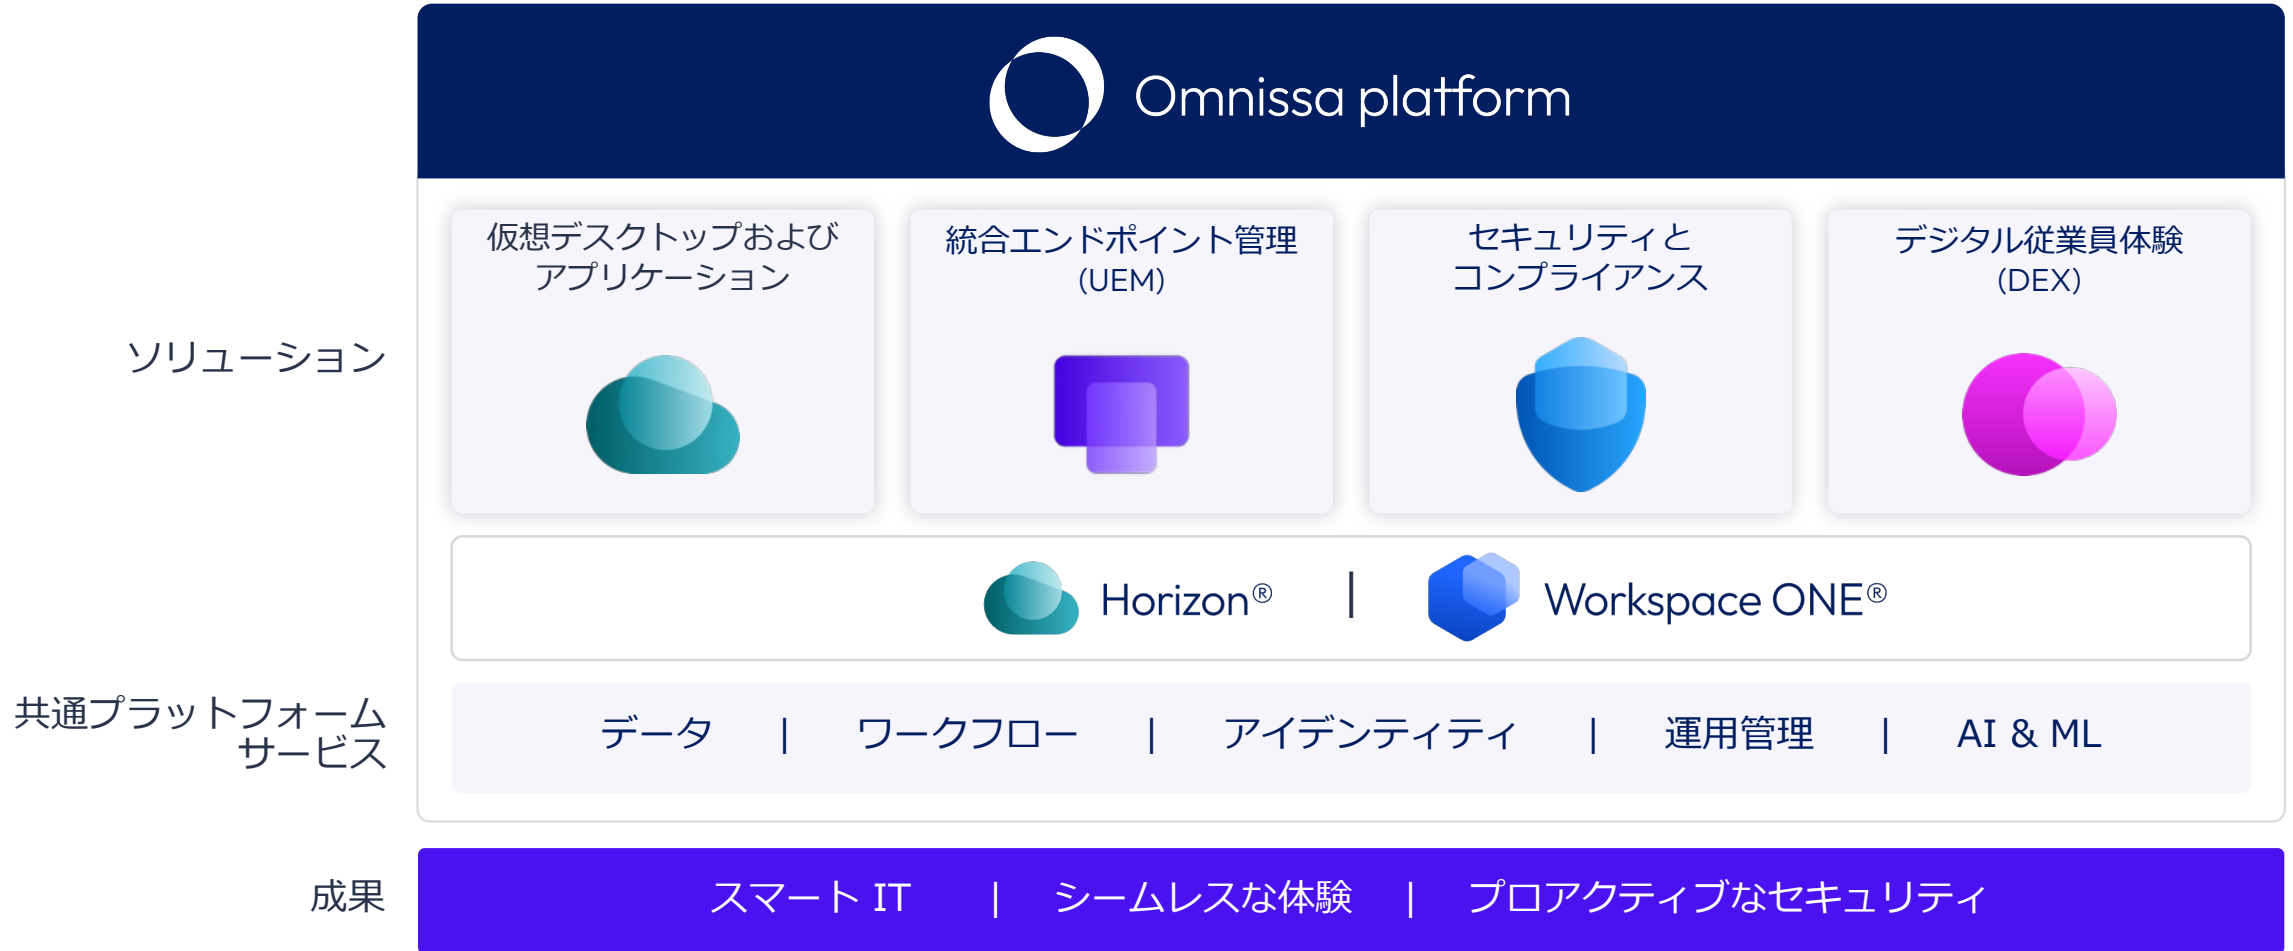 Omnissa platform
仮想デスクトップおよび
アプリケーション
統合エンドポイント管理
(UEM)
セキュリティと
コンプライアンス
デジタル従業員体験
(DEX)
ソリューション
Horizon® | Workspace ONE®
共通プラットフォーム
サービス
データ | ワークフロー | アイデンティティ | 運用管理 | AI & ML
成果
スマート IT | シームレスな体験 | プロアクティブなセキュリティ